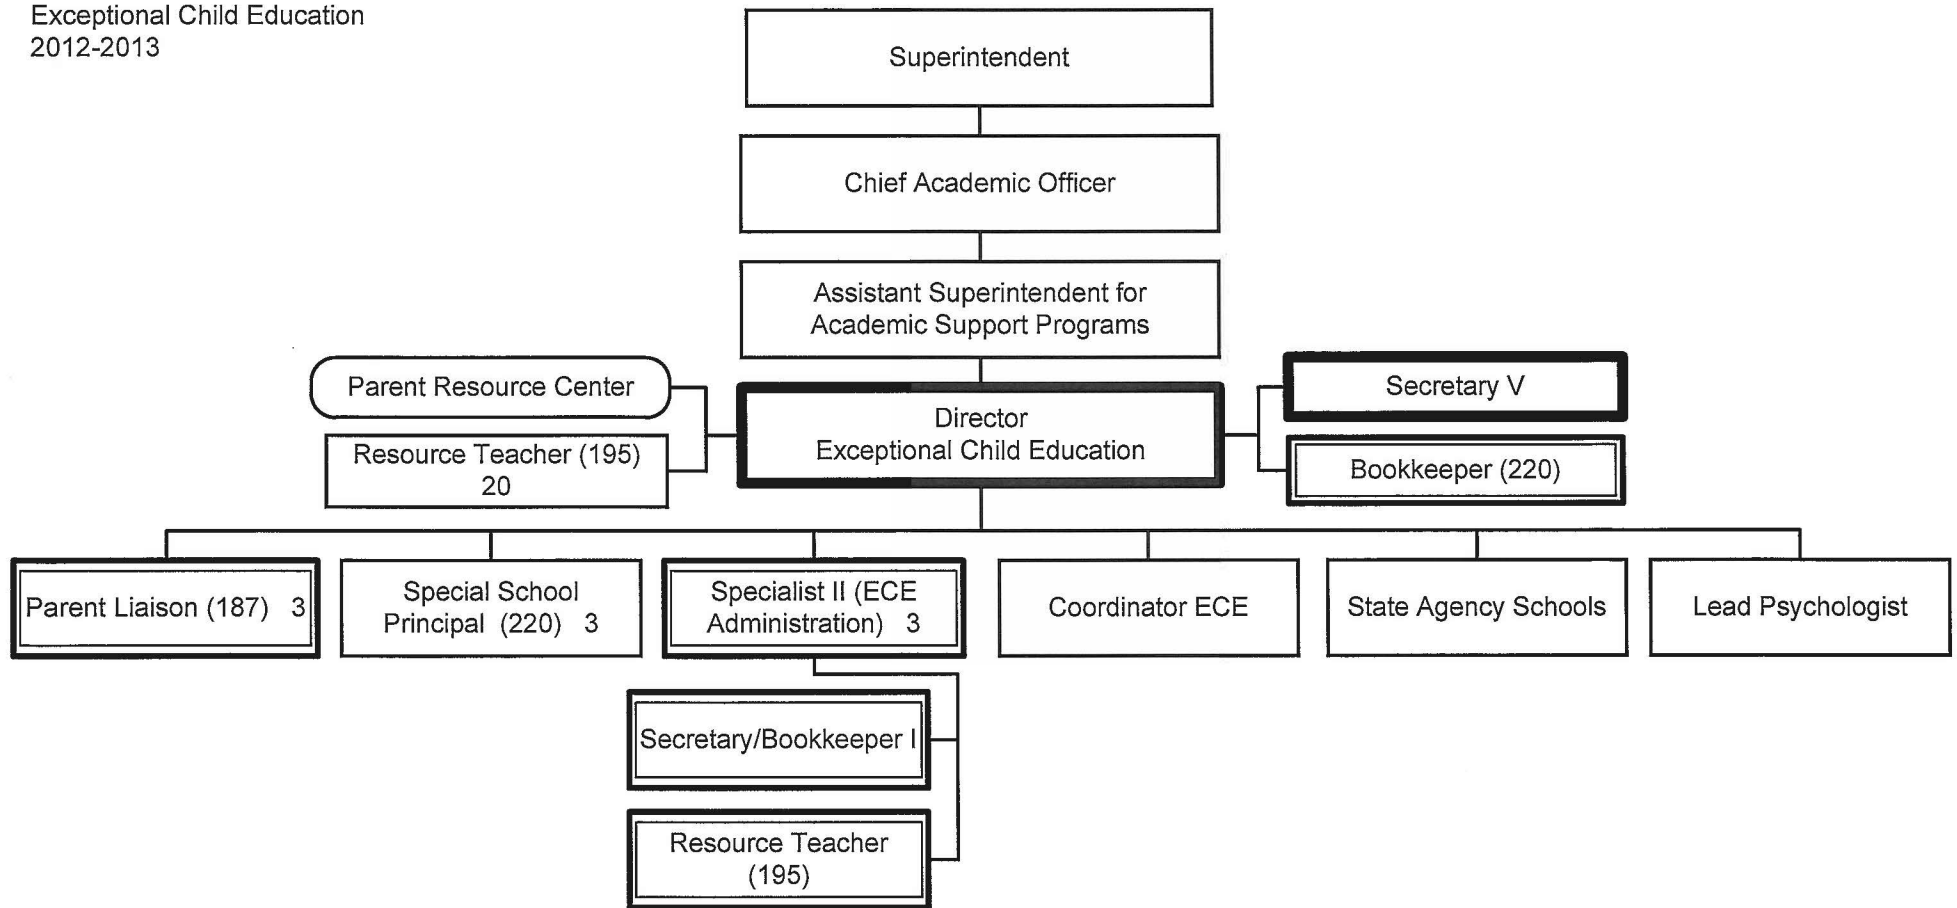 Exceptional Child Education
2012-2013
Superintendent
Chief Academic Officer
Assistant Superintendent for
Academic Support Programs
Parent Resource Center
Resource Teacher (195)
20
Director
Exceptional Child Education
Secretary V
Bookkeeper (220)
Parent Liaison (187) 3
Special School
Principal (220) 3
Specialist II (ECE
Administration) 3
Coordinator ECE
State Agency Schools
Lead Psychologist
Secretary/Bookkeeper I
Resource Teacher
(195)